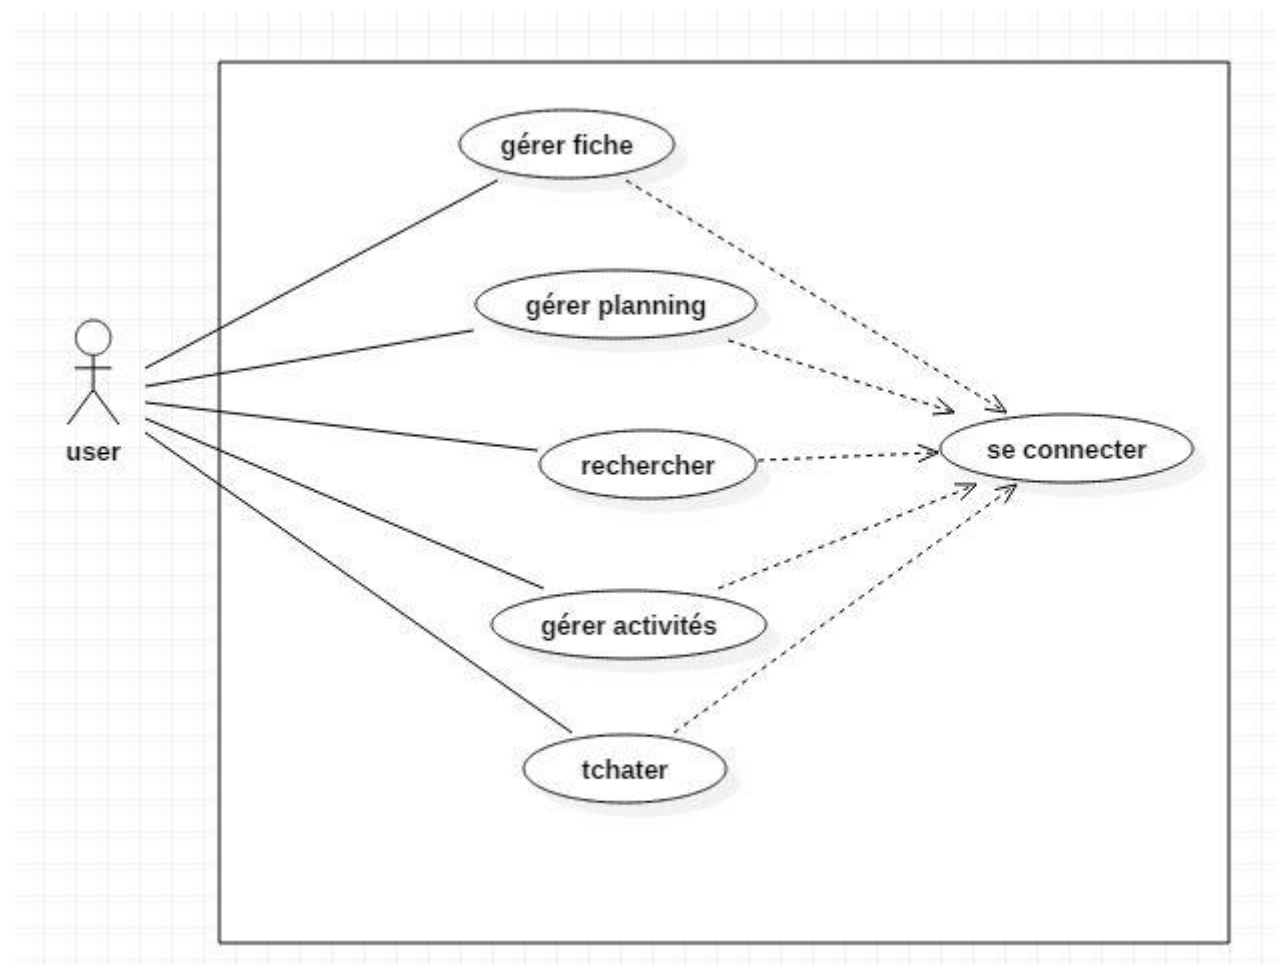 gérer fiche
gérer planning
user
se connecter
rechercher
gérer activités
tchater